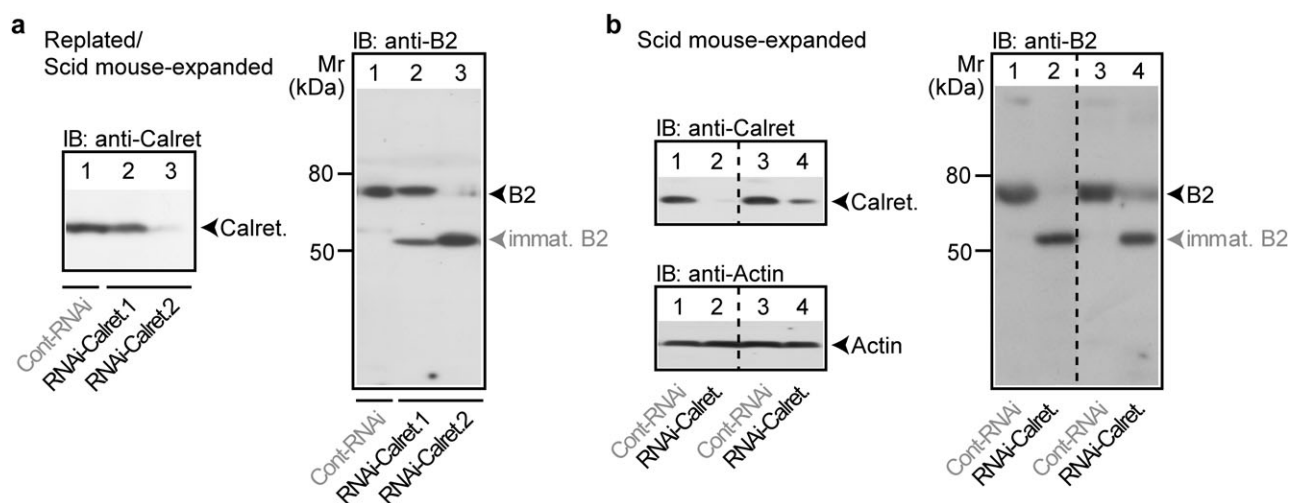 a
Replated/
Scid mouse-expanded
IB: anti-Calret
1 2 3
Calret.
Cont-RNAi
RNAi-Calret.1
RNAi-Calret.2
IB: anti-B2
Mr
(kDa)
1 2 3
80
50
B2
immat. B2
Cont-RNAi
RNAi-Calret.1
RNAi-Calret.2
b
Scid mouse-expanded
IB: anti-Calret
1 2 3 4
Calret.
IB: anti-Actin
1 2 3 4
Actin
Cont-RNAi
RNAi-Calret.
Cont-RNAi
RNAi-Calret.
IB: anti-B2
Mr
(kDa)
1 2 3 4
80
50
B2
immat. B2
Cont-RNAi
RNAi-Calret.
Cont-RNAi
RNAi-Calret.